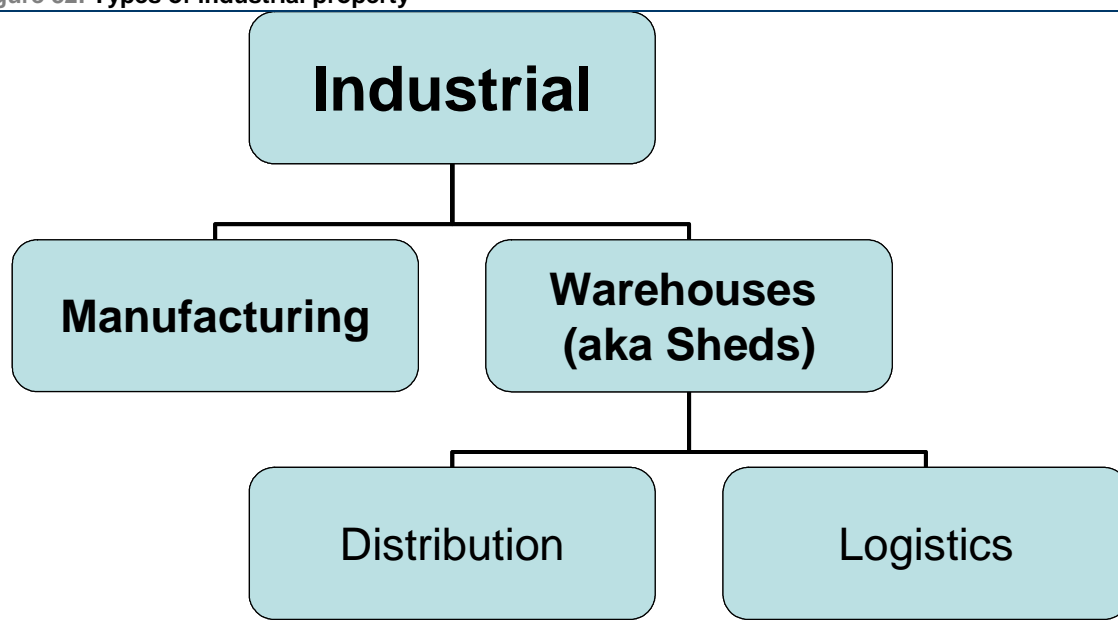 Types of industrial property
Industrial
Manufacturing
Warehouses
(aka Sheds)
Distribution
Logistics